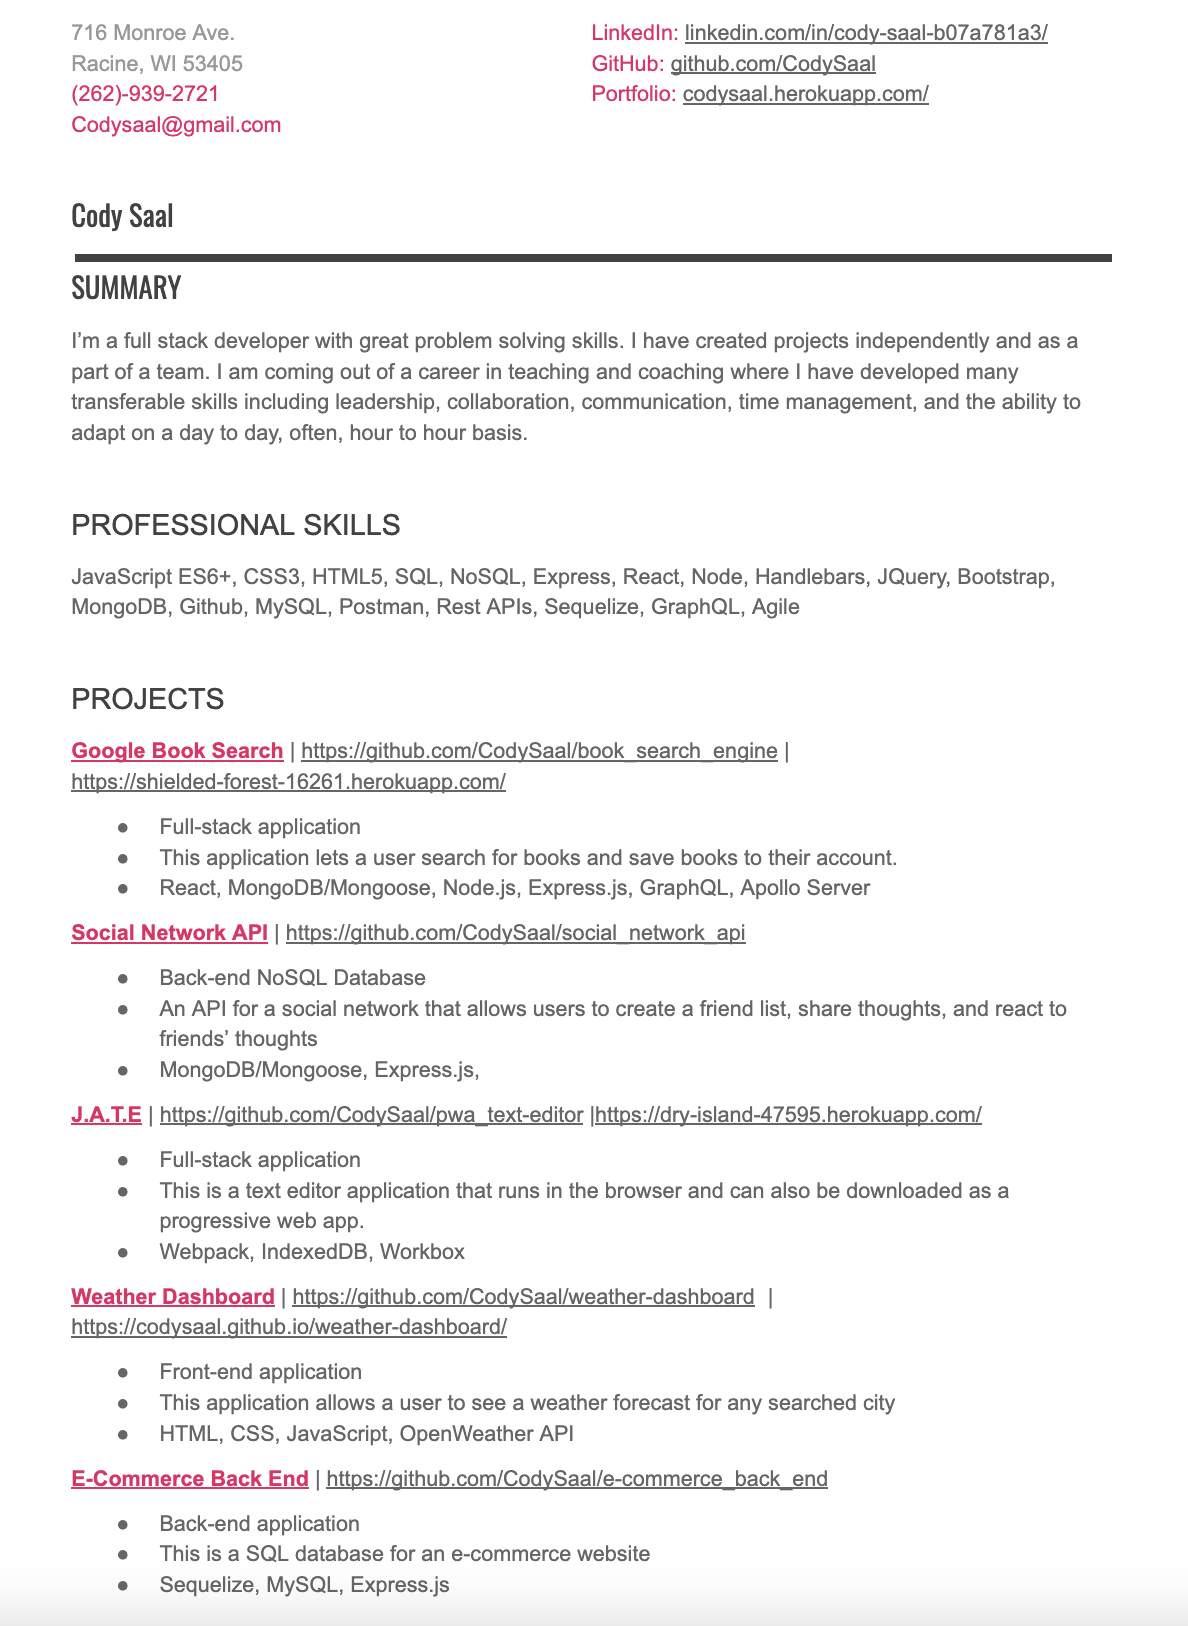 716 Monroe Ave.
Racine, WI 53405
(262)-939-2721
Codysaal@gmail.com
LinkedIn: linkedin.com/in/cody-saal-b07a781a3/
GitHub: github.com/CodySaal
Portfolio: codysaal.herokuapp.com/
Cody Saal
SUMMARY
I’m a full stack developer with great problem solving skills. I have created projects independently and as a
part of a team. I am coming out of a career in teaching and coaching where I have developed many
transferable skills including leadership, collaboration, communication, time management, and the ability to
adapt on a day to day, often, hour to hour basis.
PROFESSIONAL SKILLS
JavaScript ES6+, CSS3, HTML5, SQL, NoSQL, Express, React, Node, Handlebars, JQuery, Bootstrap,
MongoDB, Github, MySQL, Postman, Rest APIs, Sequelize, GraphQL, Agile
PROJECTS
Google Book Search | https://github.com/CodySaal/book_search_engine |
https://shielded-forest-16261.herokuapp.com/
● Full-stack application
● This application lets a user search for books and save books to their account.
● React, MongoDB/Mongoose, Node.js, Express.js, GraphQL, Apollo Server
Social Network API | https://github.com/CodySaal/social_network_api
● Back-end NoSQL Database
● An API for a social network that allows users to create a friend list, share thoughts, and react to
friends’ thoughts
● MongoDB/Mongoose, Express.js,
J.A.T.E | https://github.com/CodySaal/pwa_text-editor |https://dry-island-47595.herokuapp.com/
● Full-stack application
● This is a text editor application that runs in the browser and can also be downloaded as a
progressive web app.
● Webpack, IndexedDB, Workbox
Weather Dashboard | https://github.com/CodySaal/weather-dashboard |
https://codysaal.github.io/weather-dashboard/
● Front-end application
● This application allows a user to see a weather forecast for any searched city
● HTML, CSS, JavaScript, OpenWeather API
E-Commerce Back End | https://github.com/CodySaal/e-commerce_back_end
● Back-end application
● This is a SQL database for an e-commerce website
● Sequelize, MySQL, Express.js